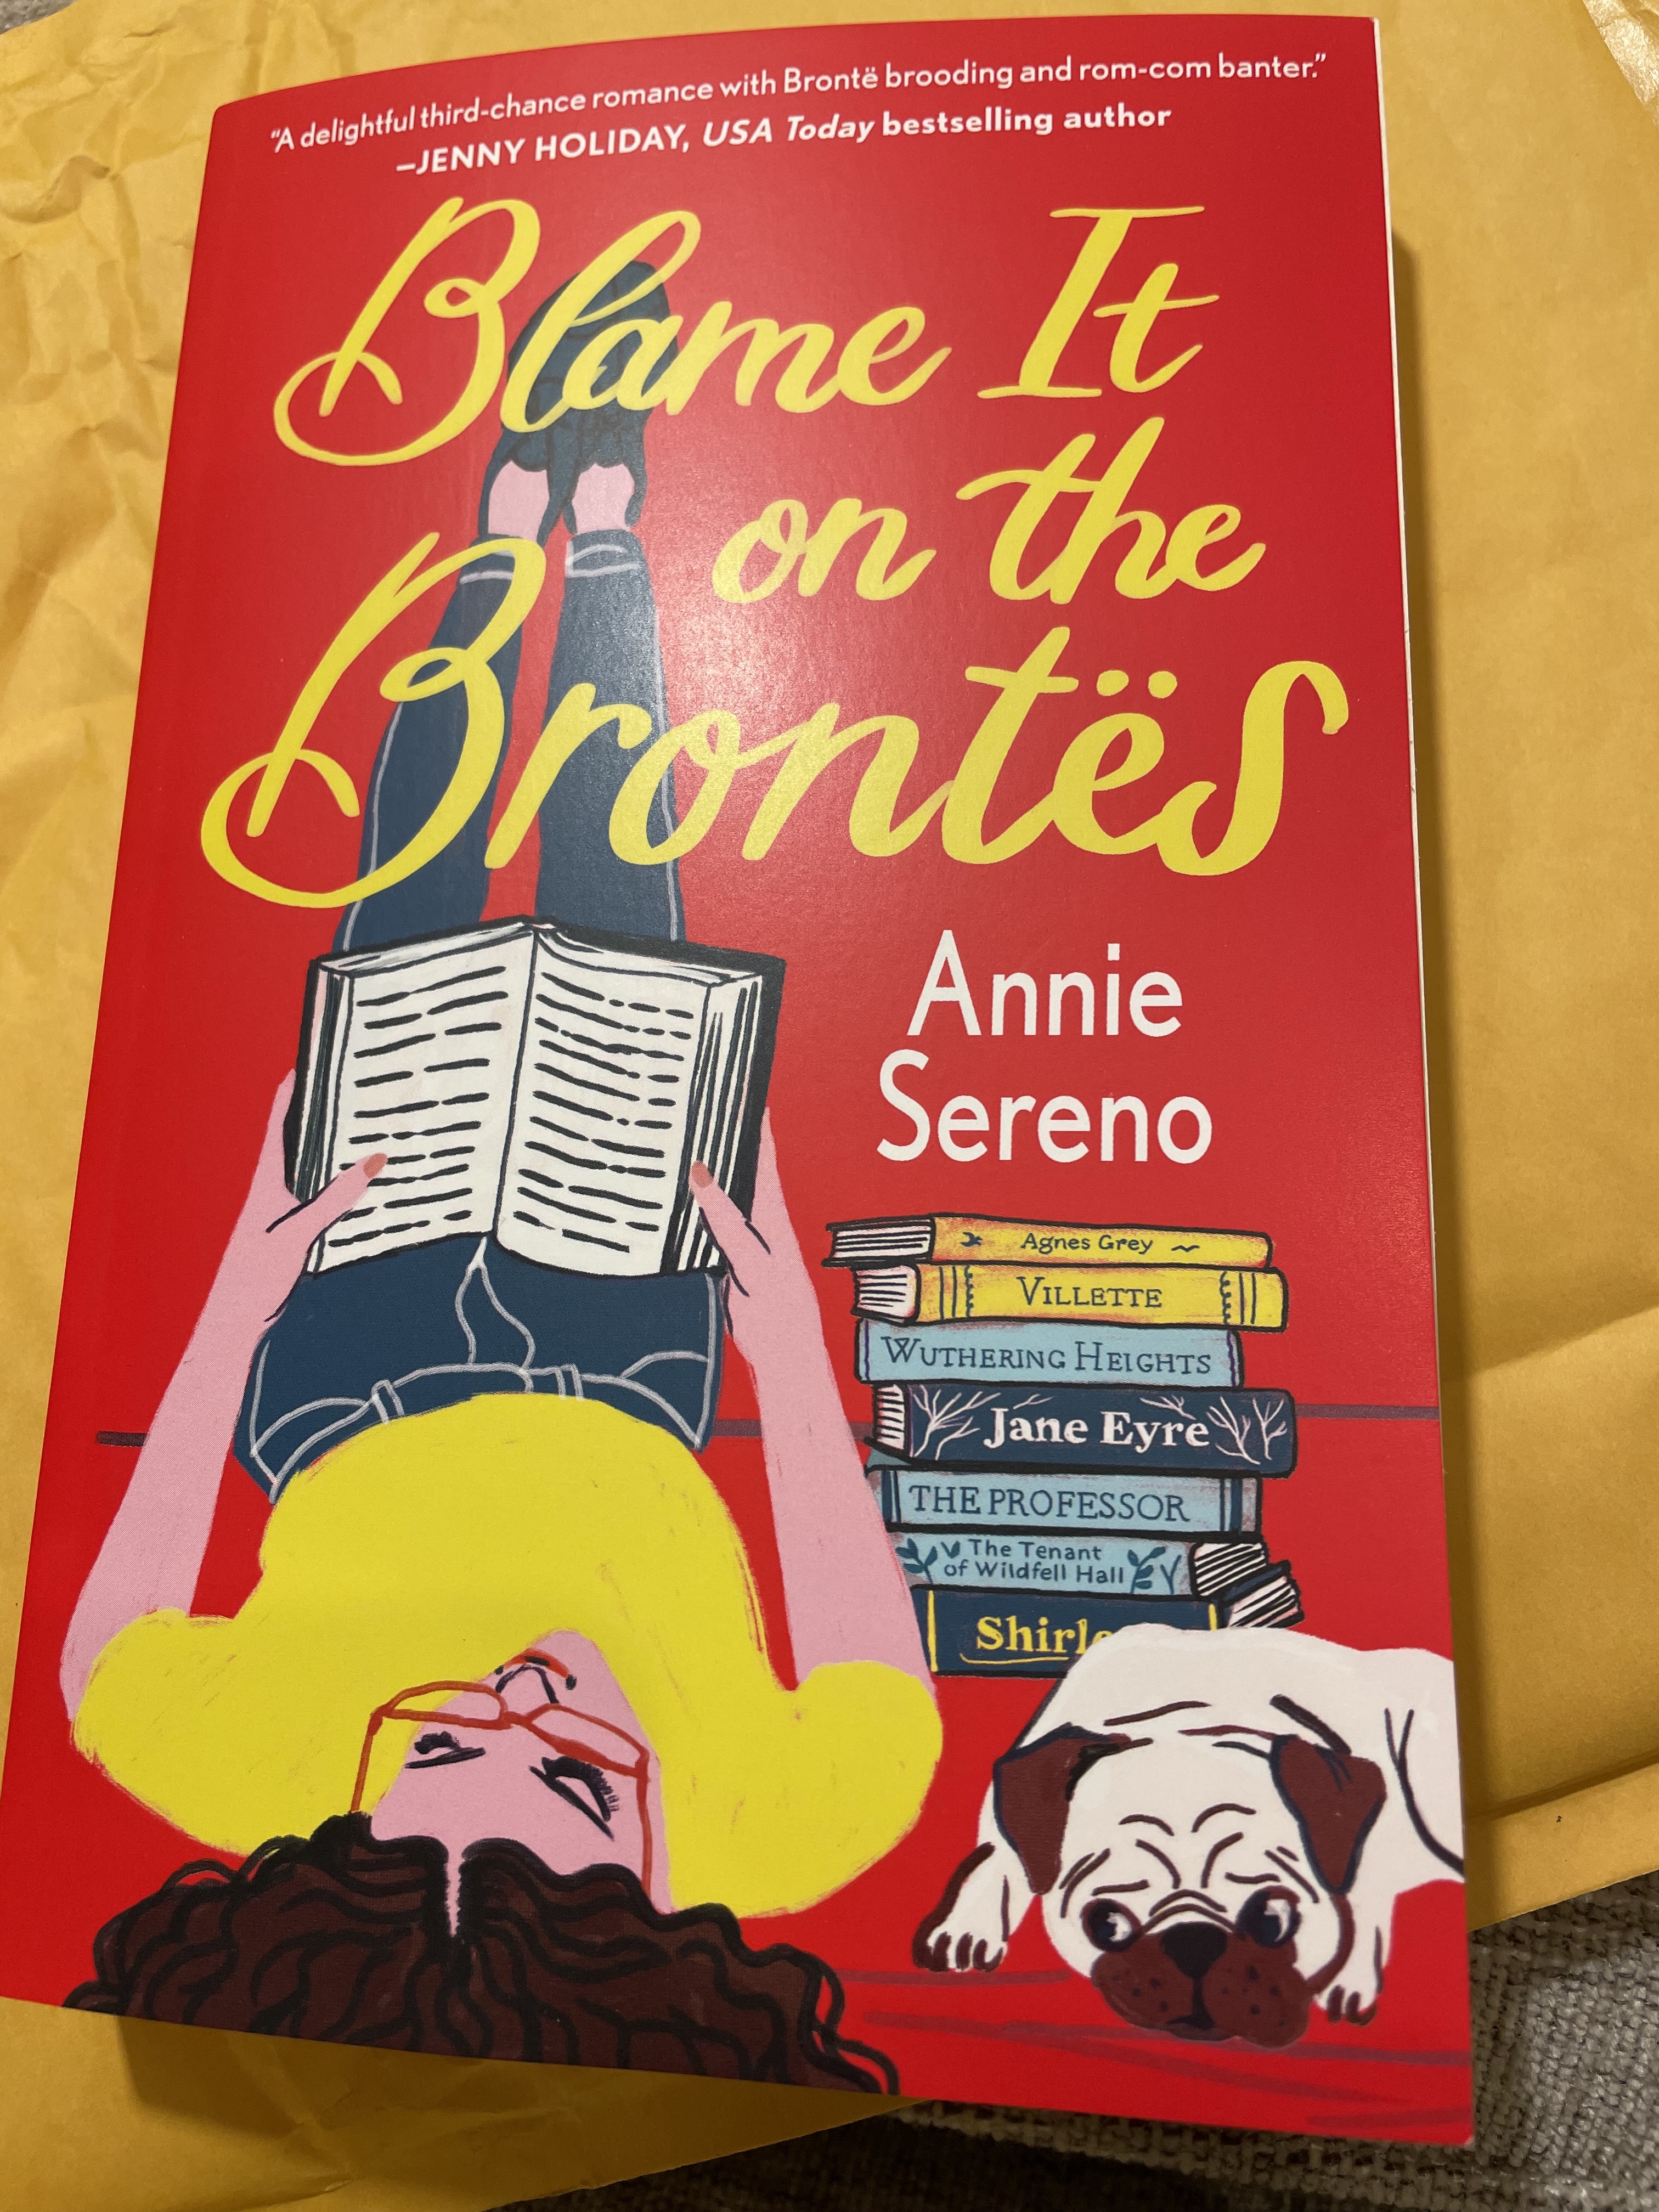 “A delightful third-chance romance with Brontë brooding and rom-com banter.”
—JENNY HOLIDAY, USA Today bestselling author
Blame It
on the
Brontës
Annie
Sereno
Agnes Grey
VILLETTE
WUTHERING HEIGHTS
Jane Eyre
THE PROFESSOR
The Tenant
of Wildfell Hall
Shirle